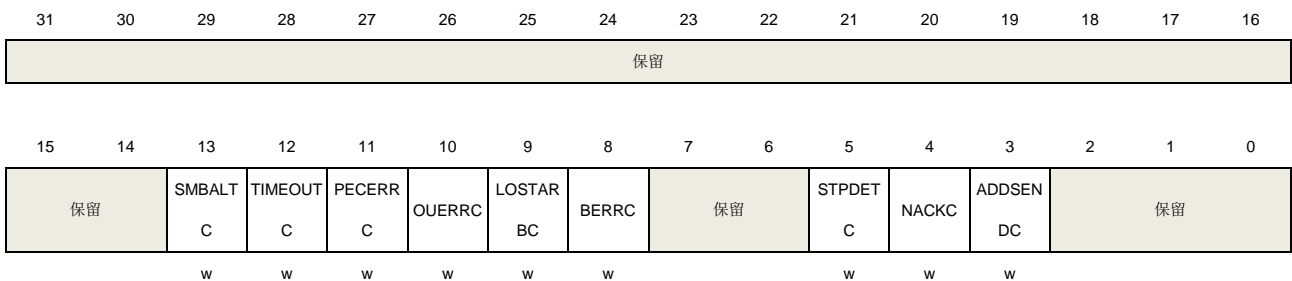 31 30 29 28 27 26 25 24 23 22 21 20 19 18 17 16
保留
15 14 13 12 11 10 9 8 7 6 5 4 3 2 1 0
保留 SMBALT C TIMEOUT C PECERR C OUERRC LOSTAR BC BERRC 保留 STPDET C NACKC ADDSEN DC 保留
w w w w w w w w w